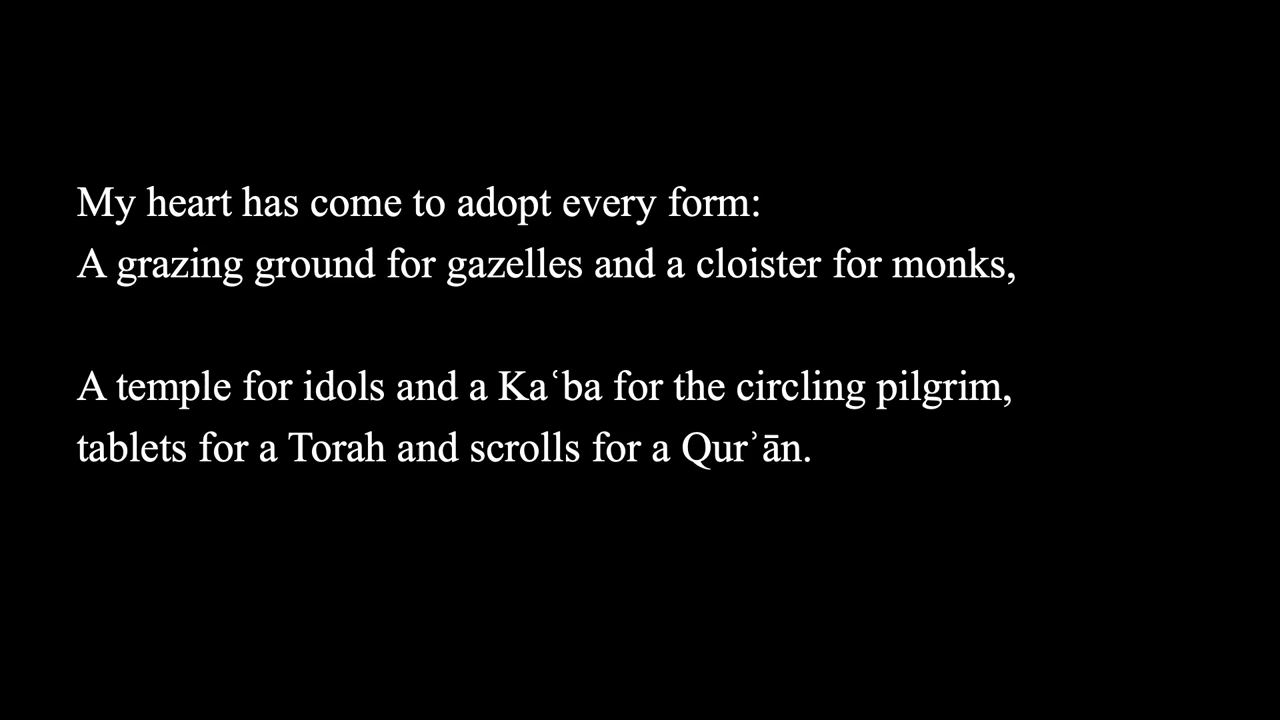 My heart has come to adopt every form:
A grazing ground for gazelles and a cloister for monks,
A temple for idols and a Kaʿba for the circling pilgrim,
tablets for a Torah and scrolls for a Qurʾān.